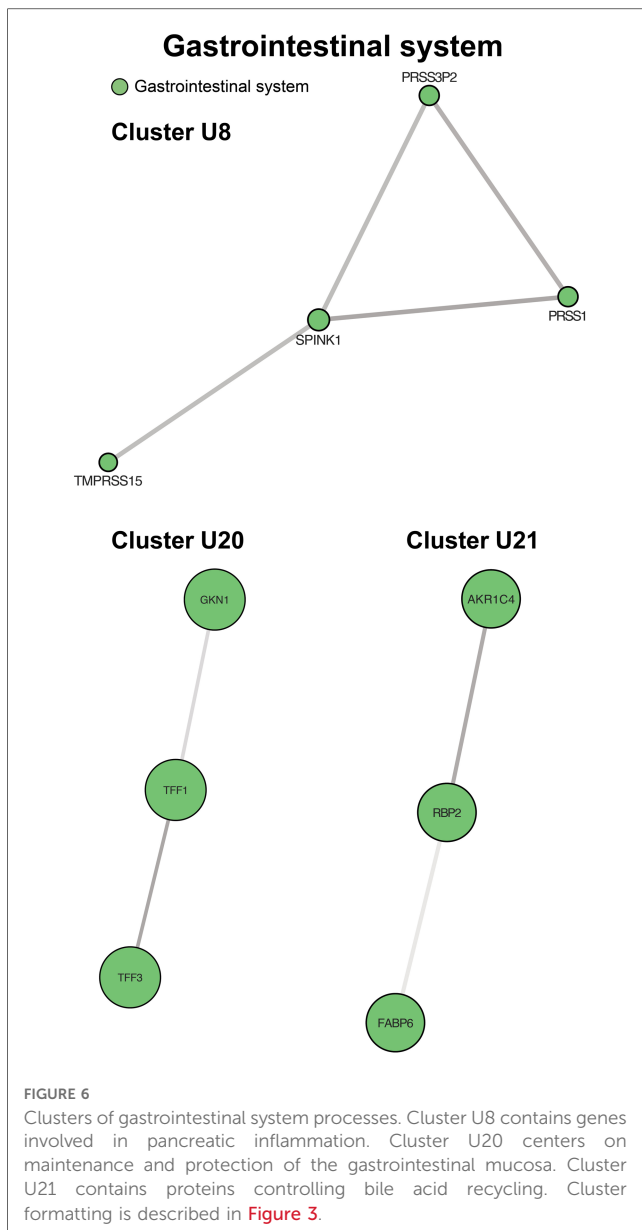 Gastrointestinal system
Gastrointestinal system
PRSS3P2
Cluster U8
PRSS1
SPINK1
TMPRSS15
Cluster U20
Cluster U21
GKN1
AKR1C4
TFF1
RBP2
TFF3
FABP6
FIGURE 6
Clusters of gastrointestinal system processes. Cluster U8 contains genes
involved in pancreatic inflammation. Cluster U20 centers on
maintenance and protection of the gastrointestinal mucosa. Cluster
U21 contains proteins controlling bile acid recycling. Cluster
formatting is described in Figure 3.